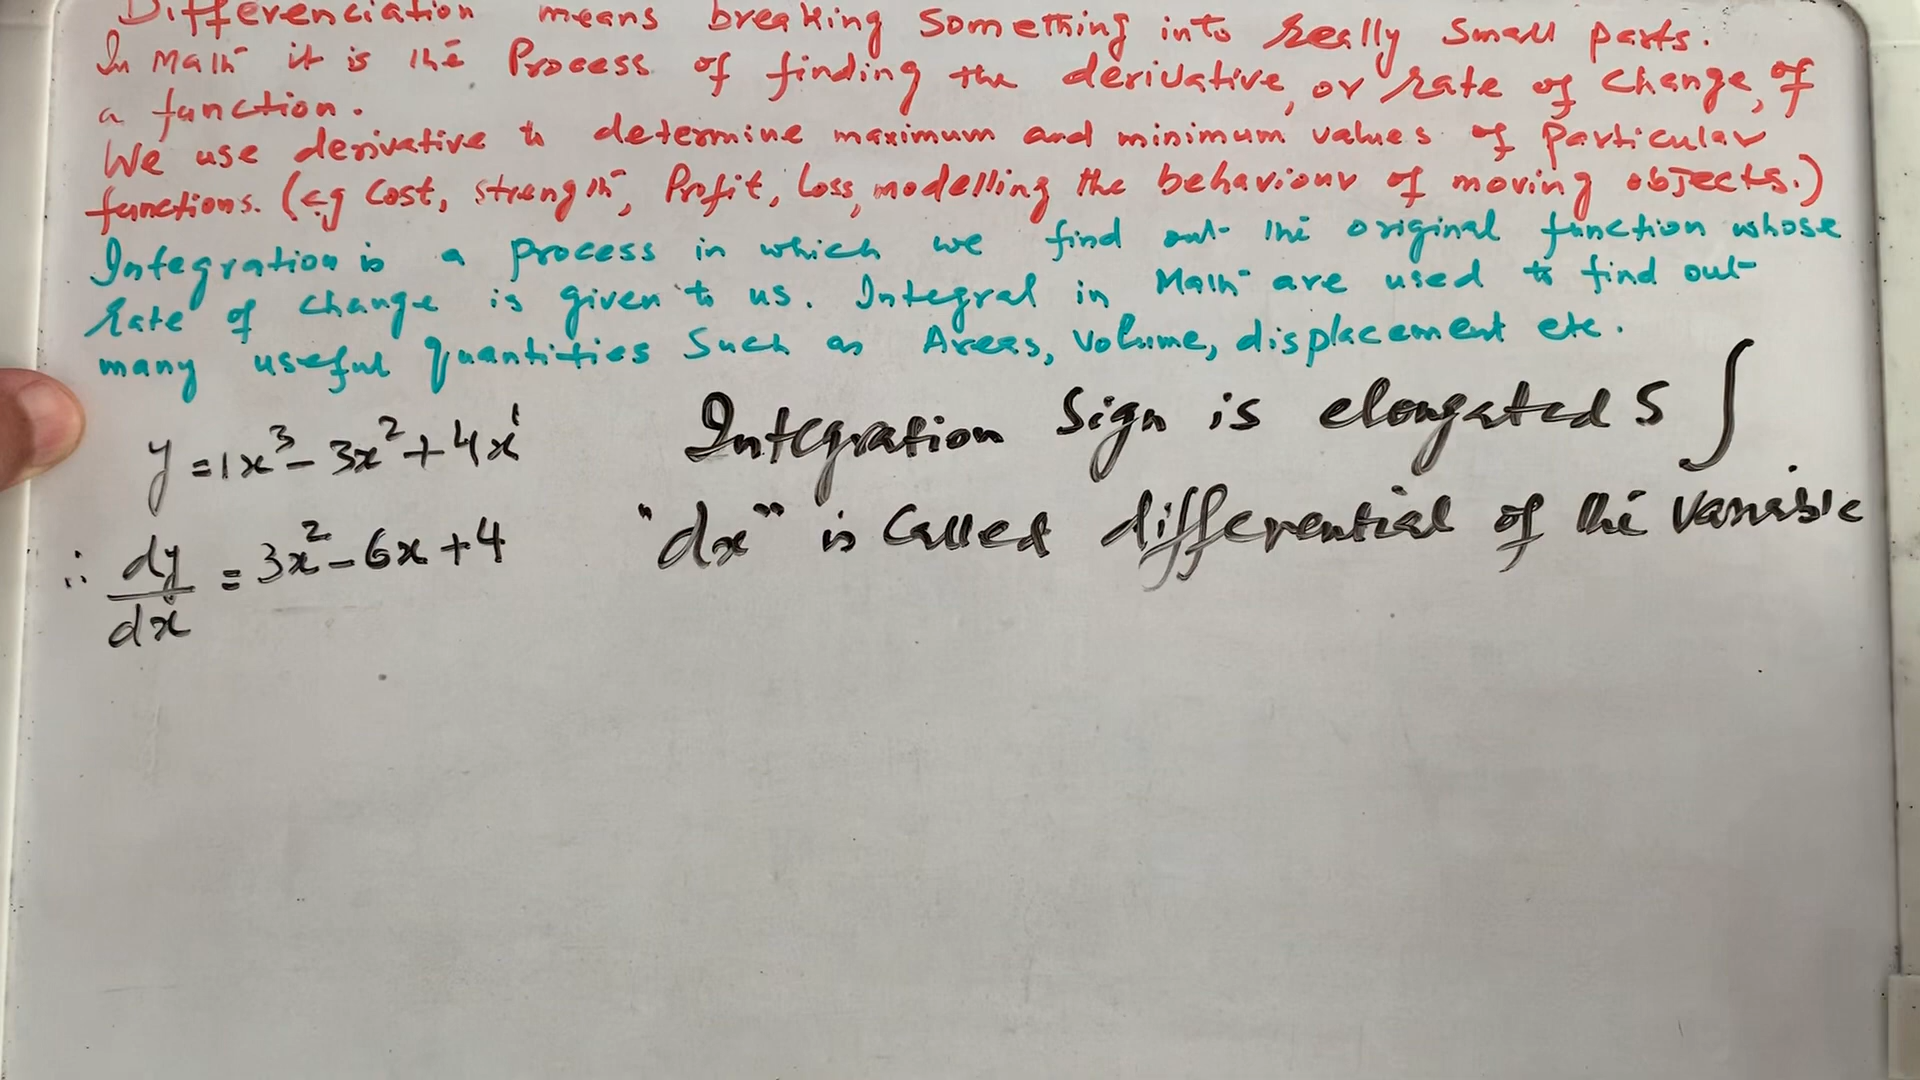 Differenciation means breaking something into really small parts.
In Math it is the Process of finding the derivative, or rate of change, of
a function.
We use derivative to determine maximum and minimum values of particular
functions. (eg cost, strength, Profit, Loss, modelling the behaviour of moving objects.)
Integration is a process in which we find out the original function whose
rate of change is given to us. Integral in Math are used to find out
many useful quantities such as Areas, Volume, displacement etc.
y = 1x³ - 3x² + 4x¹
Integration Sign is elongated S ∫
∴ dy/dx = 3x² - 6x + 4
"dx" is called differential of the variable